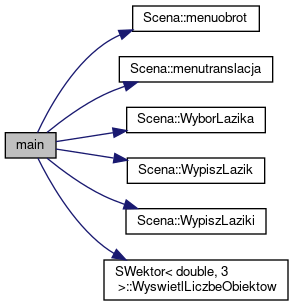 Scena::menuobrot
Scena::menutranslacja
Scena::WyborLazika
main
Scena::WypiszLazik
Scena::WypiszLaziki
SWektor< double, 3
>::WyswietlLiczbeObiektow